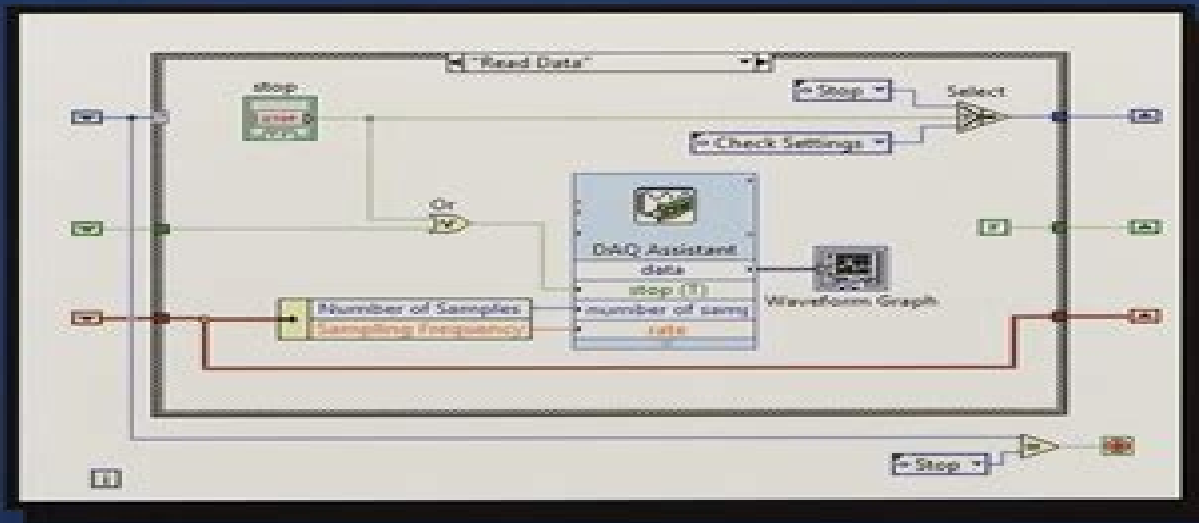 "Read Data"
stop
STOP
Stop
Select
Check Settings
Or
DAQ Assistant
data
stop (T)
number of samp
rate
Waveform Graph
Number of Samples
Sampling Frequency
F
Stop
i